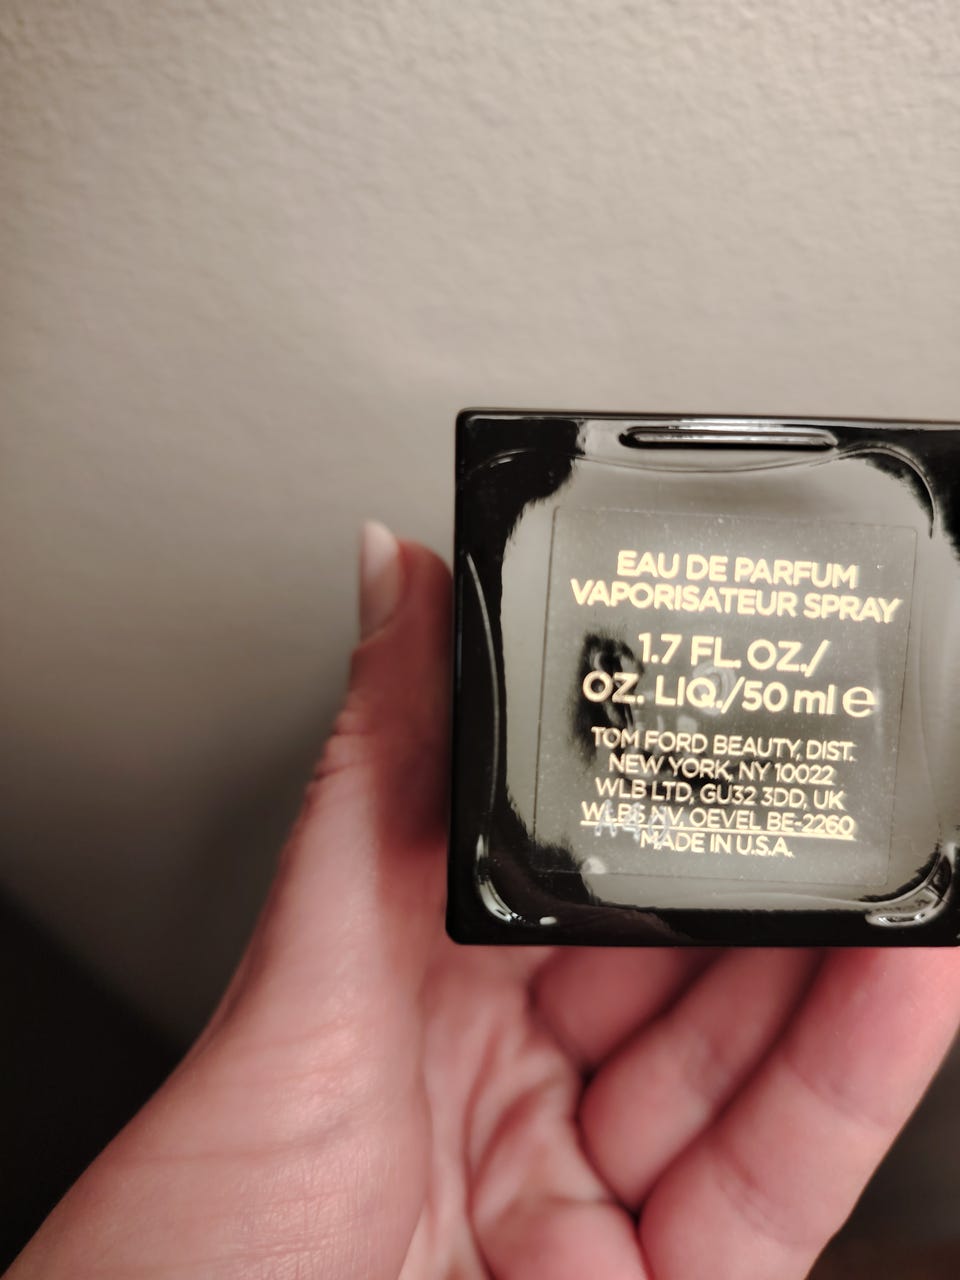 EAU DE PARFUM
VAPORISATEUR SPRAY
1.7 FL. OZ./
OZ. LIQ./50 ml e
TOM FORD BEAUTY, DIST.
NEW YORK, NY 10022
WLB LTD, GU32 3DD, UK
WLBS NV. OEVEL BE-2260
MADE IN U.S.A.